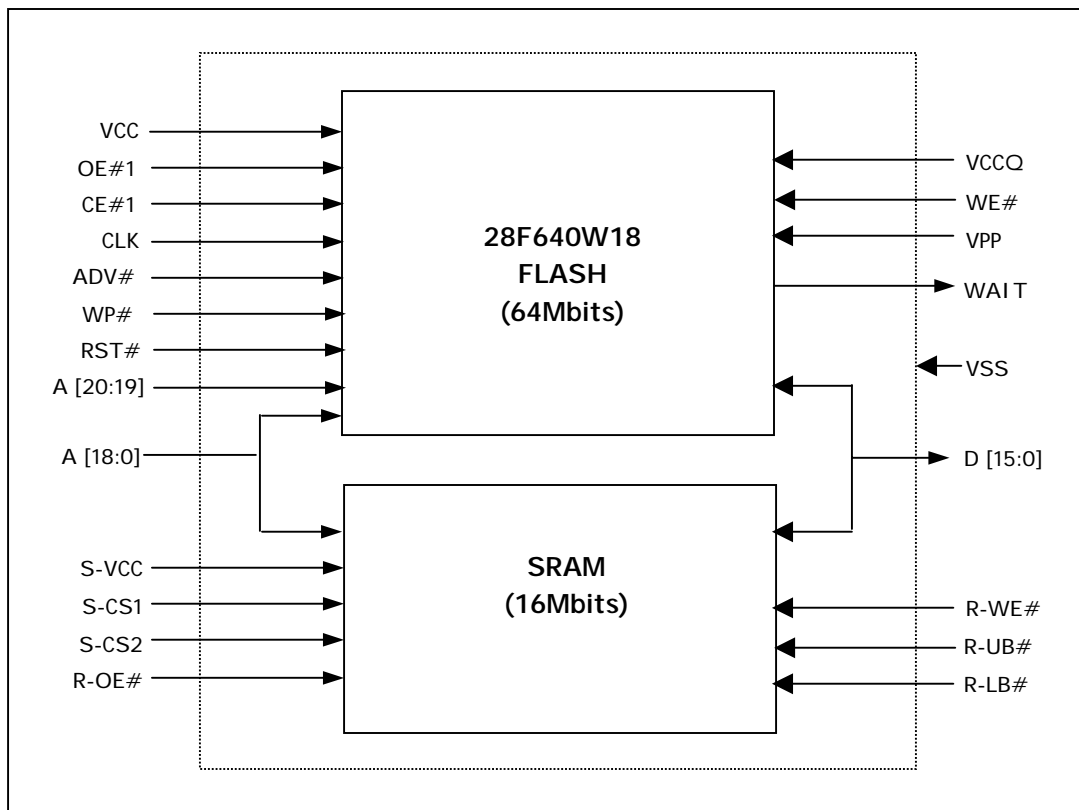 VCC
OE#1
CE#1
CLK
ADV#
WP#
RST#
A [20:19]
A [18:0]
S-VCC
S-CS1
S-CS2
R-OE#
28F640W18
FLASH
(64Mbits)
SRAM
(16Mbits)
VCCQ
WE#
VPP
WAIT
VSS
D [15:0]
R-WE#
R-UB#
R-LB#